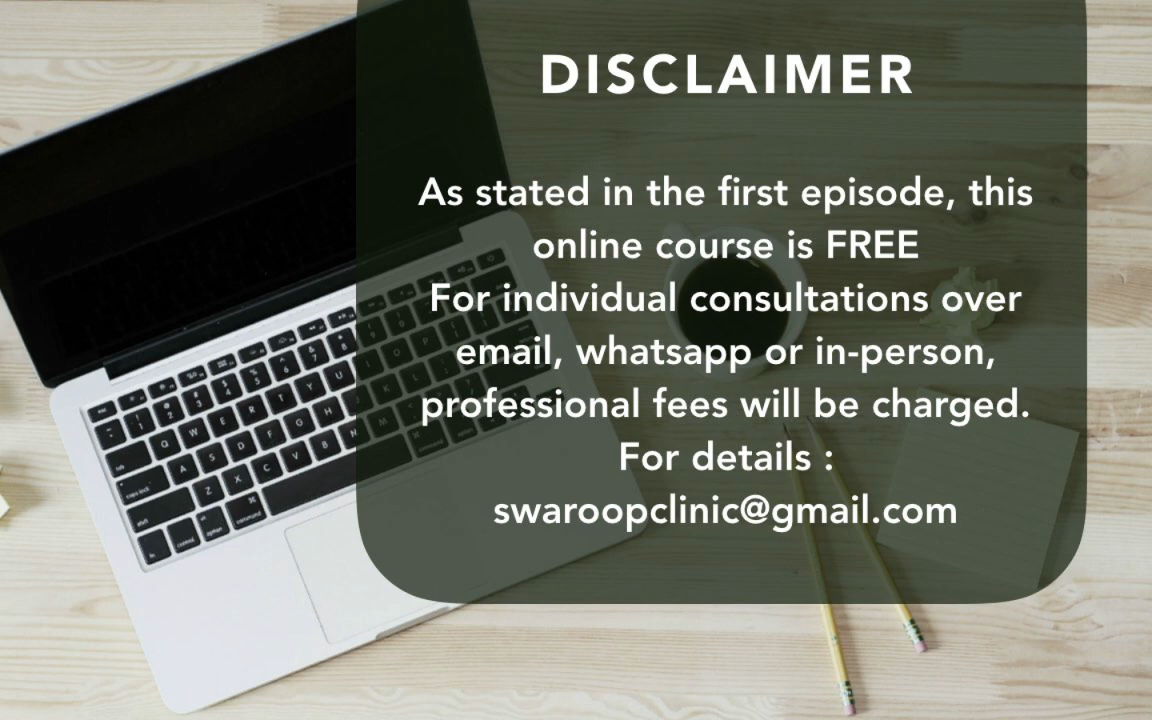 DISCLAIMER
As stated in the first episode, this
online course is FREE
For individual consultations over
email, whatsapp or in-person,
professional fees will be charged.
For details :
swaroopclinic@gmail.com